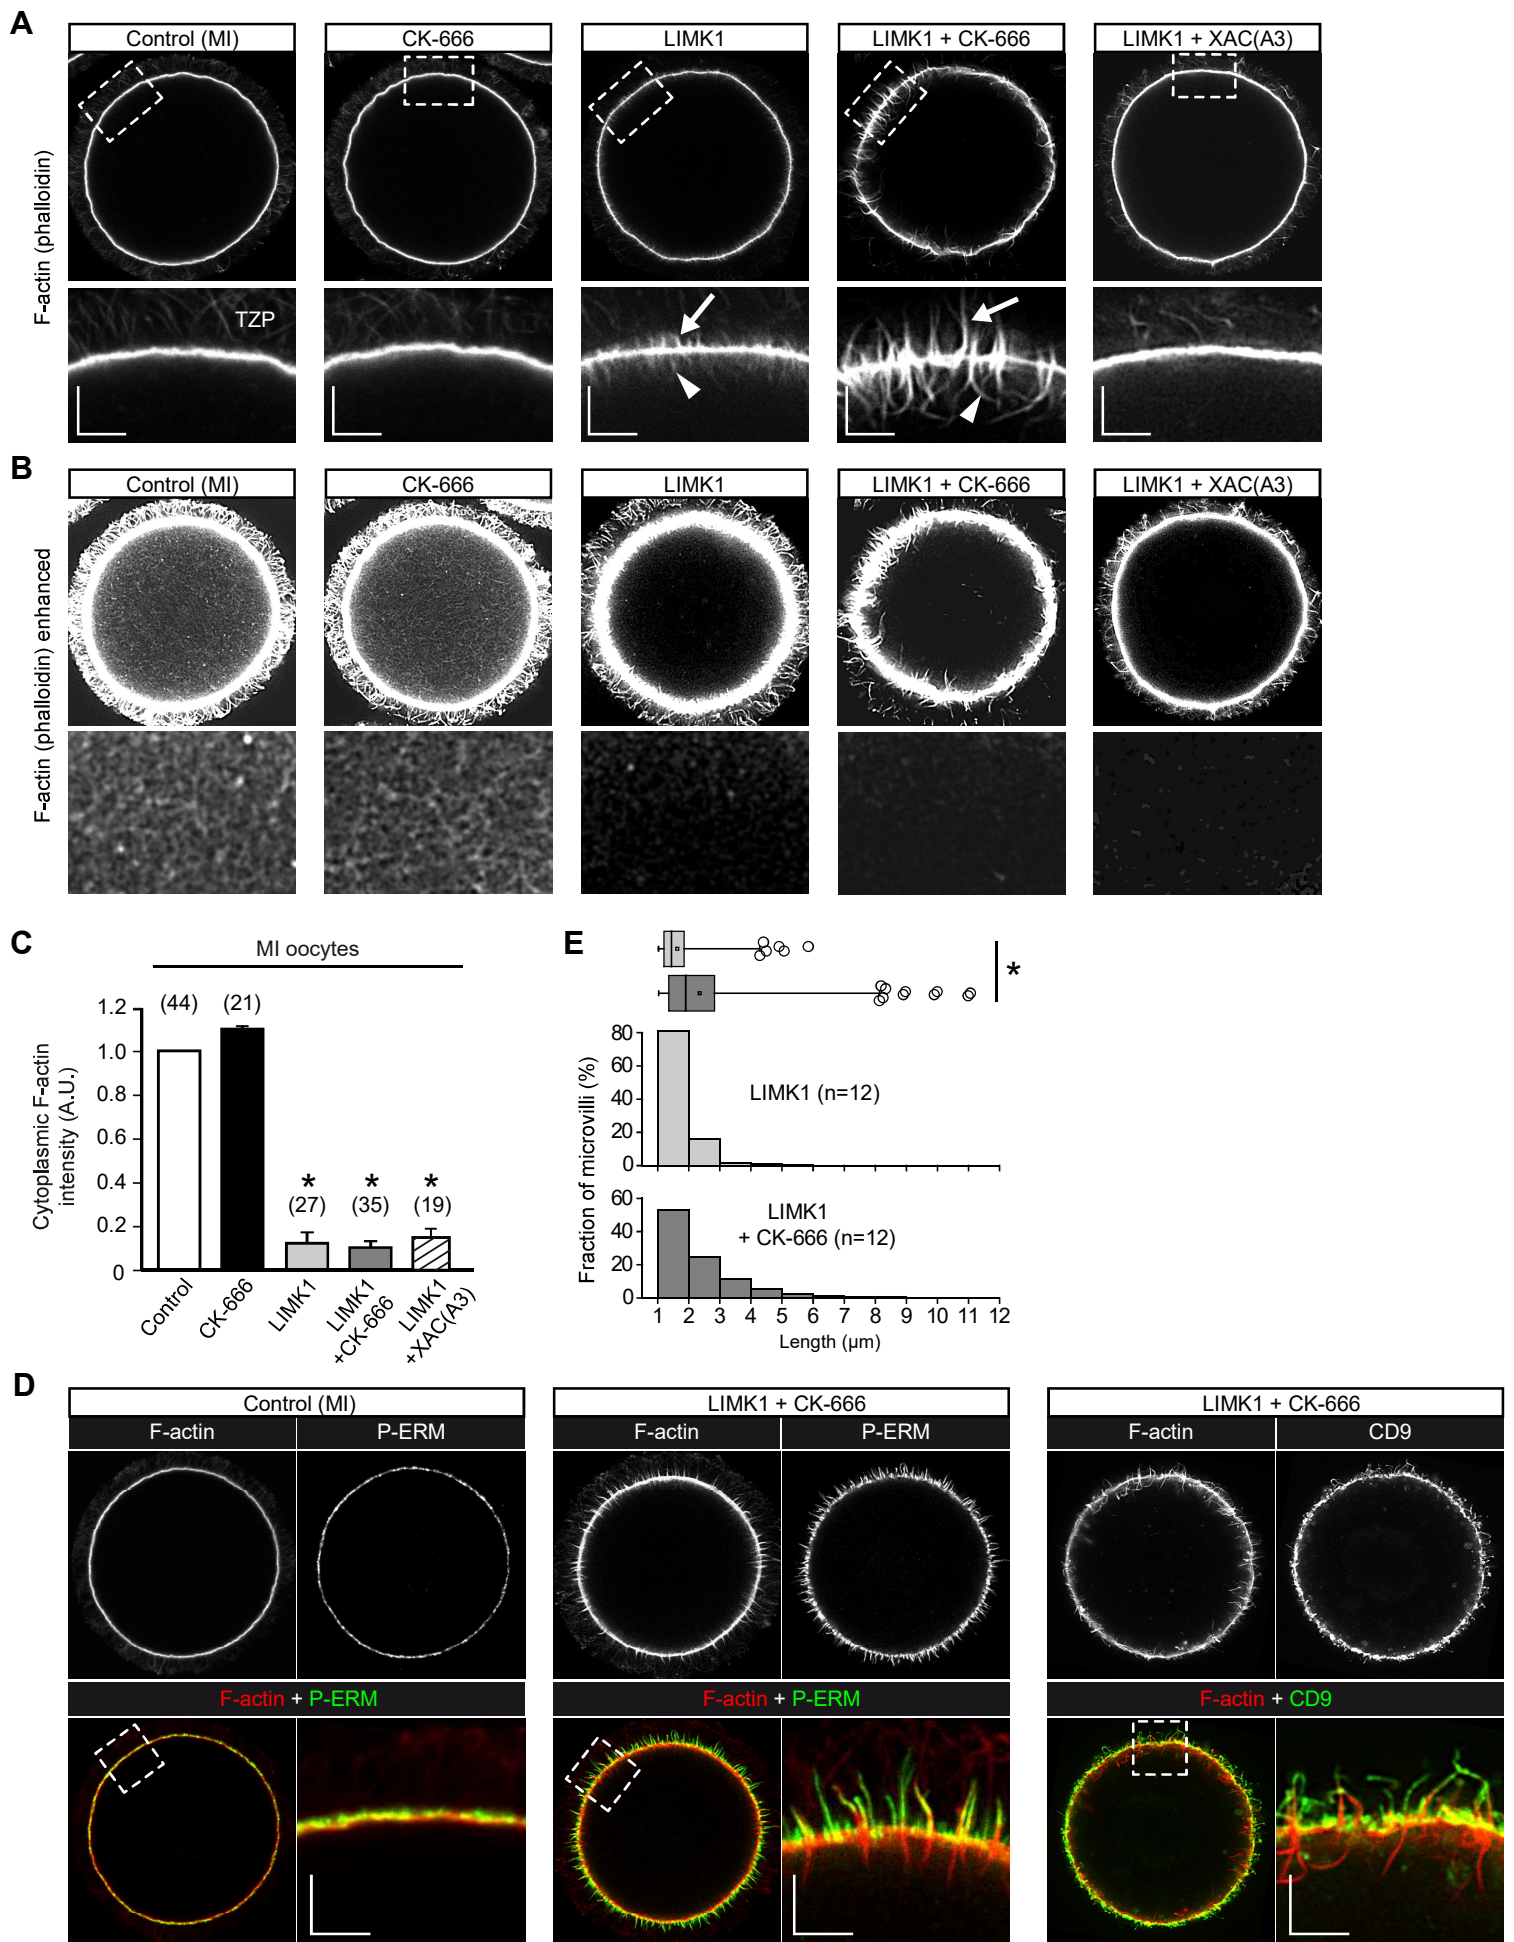 A
Control (MI)
CK-666
LIMK1
LIMK1 + CK-666
LIMK1 + XAC(A3)
F-actin (phalloidin)
TZP
B
Control (MI)
CK-666
LIMK1
LIMK1 + CK-666
LIMK1 + XAC(A3)
F-actin (phalloidin) enhanced
C
MI oocytes
Cytoplasmic F-actin
intensity (A.U.)
1.2
1.0
0.8
0.6
0.4
0.2
0
(44)
(21)
*
(27)
*
(35)
*
(19)
Control
CK-666
LIMK1
LIMK1
+CK-666
LIMK1
+XAC(A3)
E
*
Fraction of microvilli (%)
80
60
40
20
0
LIMK1 (n=12)
60
40
20
0
LIMK1
+ CK-666 (n=12)
1 2 3 4 5 6 7 8 9 10 11 12
Length (µm)
D
Control (MI)
F-actin
P-ERM
F-actin + P-ERM
LIMK1 + CK-666
F-actin
P-ERM
F-actin + P-ERM
LIMK1 + CK-666
F-actin
CD9
F-actin + CD9